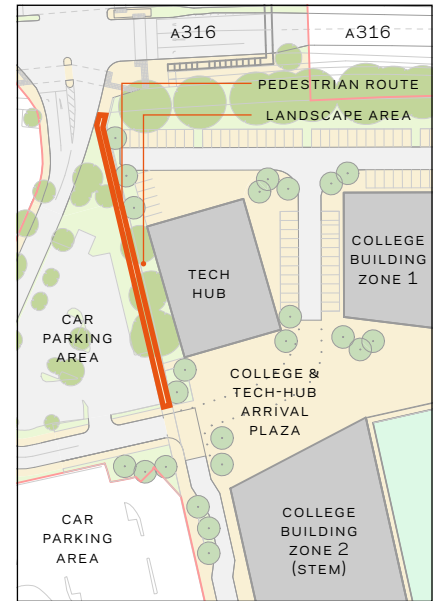 A316
A316
PEDESTRIAN ROUTE
LANDSCAPE AREA
COLLEGE
BUILDING
ZONE 1
TECH
HUB
CAR
PARKING
AREA
COLLEGE &
TECH-HUB
ARRIVAL
PLAZA
CAR
PARKING
AREA
COLLEGE
BUILDING
ZONE 2
(STEM)